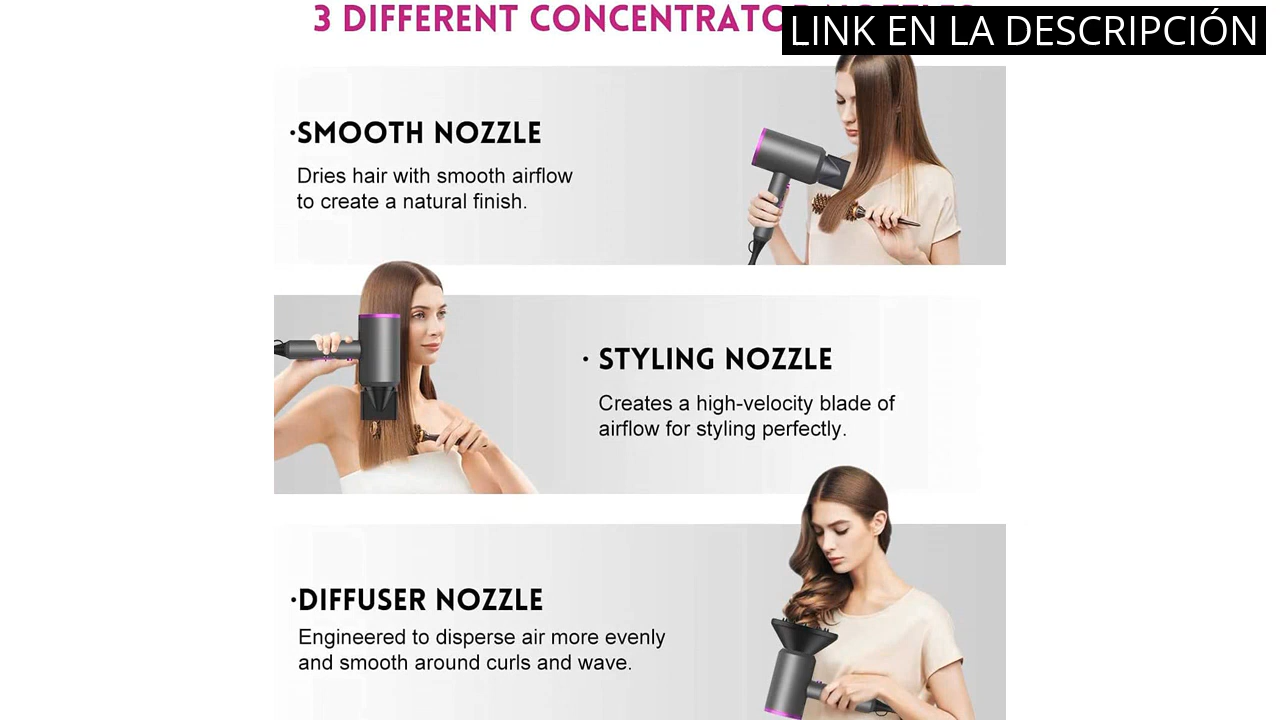 3 DIFFERENT CONCENTRATOR
LINK EN LA DESCRIPCIÓN
·SMOOTH NOZZLE
Dries hair with smooth airflow
to create a natural finish.
· STYLING NOZZLE
Creates a high-velocity blade of
airflow for styling perfectly.
·DIFFUSER NOZZLE
Engineered to disperse air more evenly
and smooth around curls and wave.